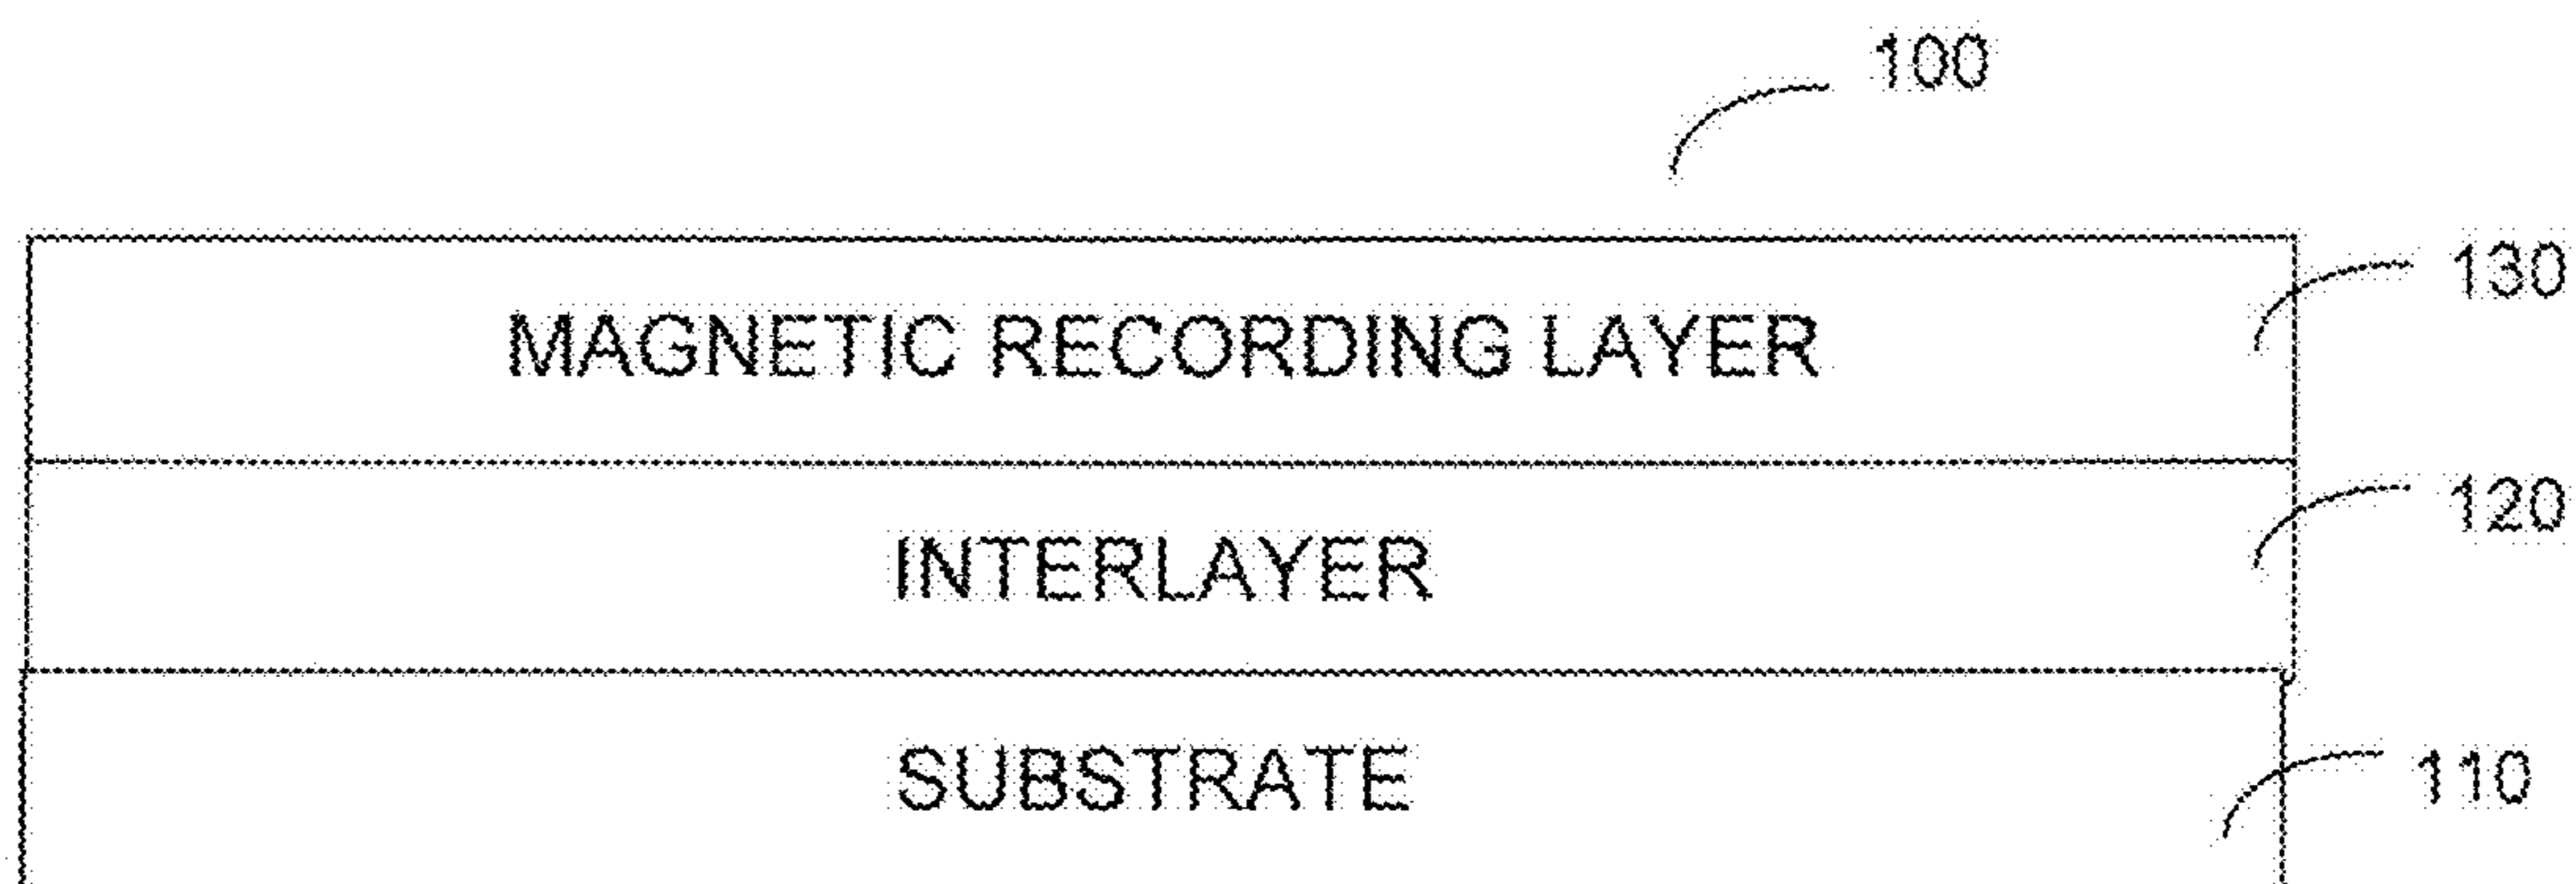 100
130
MAGNETIC RECORDING LAYER
120
INTERLAYER
SUBSTRATE
110